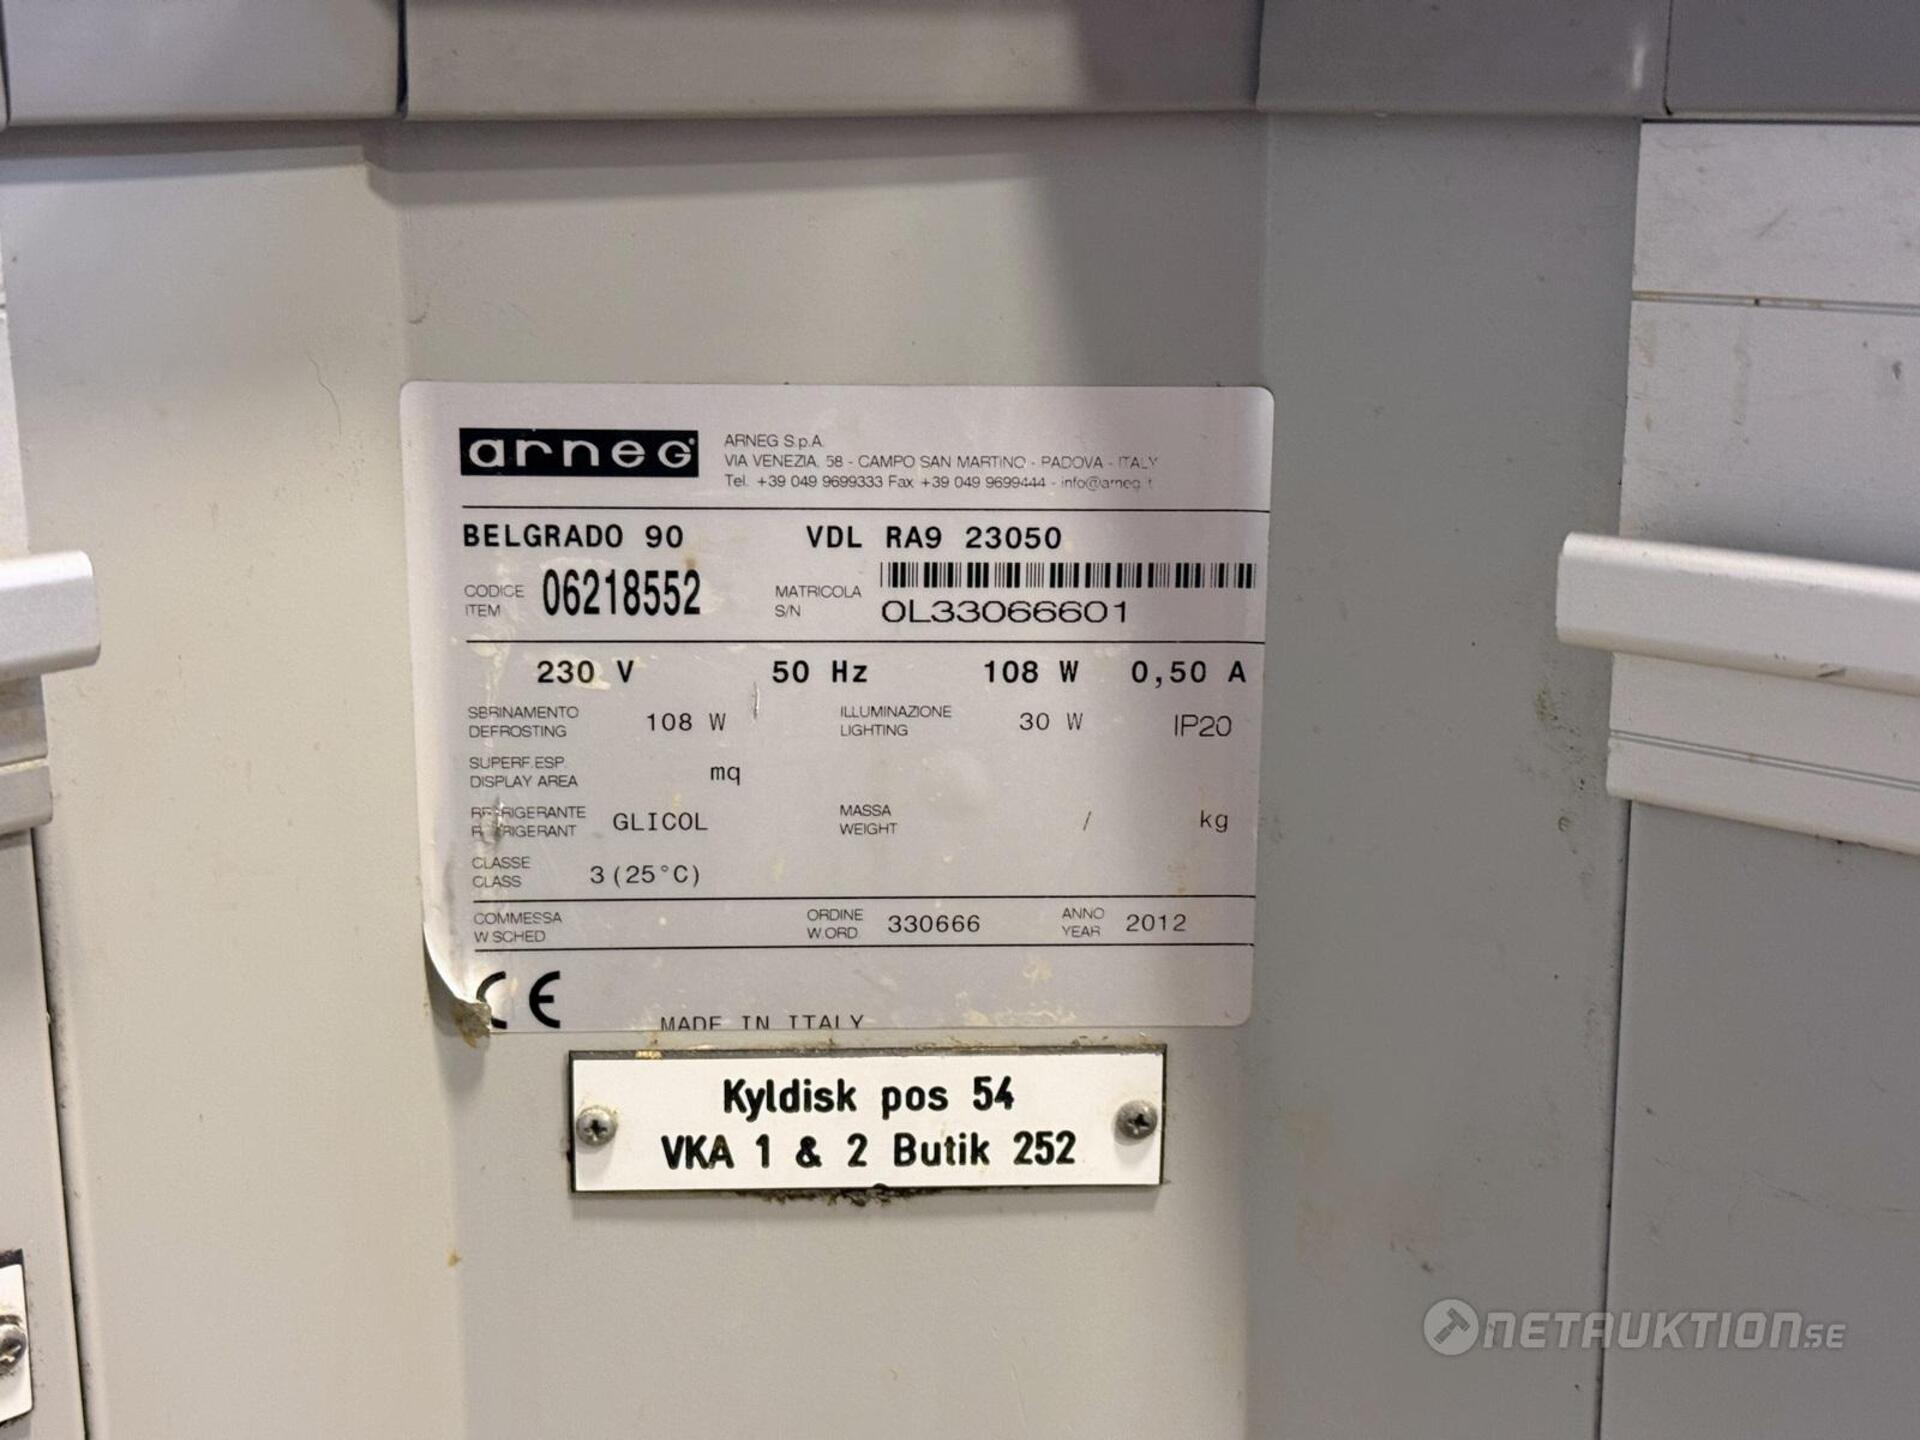 arneg
ARNEG S.p.A.
VIA VENEZIA, 58 - CAMPO SAN MARTINO - PADOVA - ITALY
Tel. +39 049 9699333 Fax +39 049 9699444 - info@arneg.it
BELGRADO 90 VDL RA9 23050
CODICE
ITEM 06218552
MATRICOLA
S/N 0L33066601
230 V 50 Hz 108 W 0,50 A
SBRINAMENTO
DEFROSTING 108 W
ILLUMINAZIONE
LIGHTING 30 W IP20
SUPERF.ESP.
DISPLAY AREA mq
REFRIGERANTE
REFRIGERANT GLICOL
MASSA
WEIGHT / kg
CLASSE
CLASS 3(25°C)
COMMESSA
W.SCHED
ORDINE
W.ORD. 330666
ANNO
YEAR 2012
CE
MADE IN ITALY
Kyldisk pos 54
VKA 1 & 2 Butik 252
NETAUKTION.SE